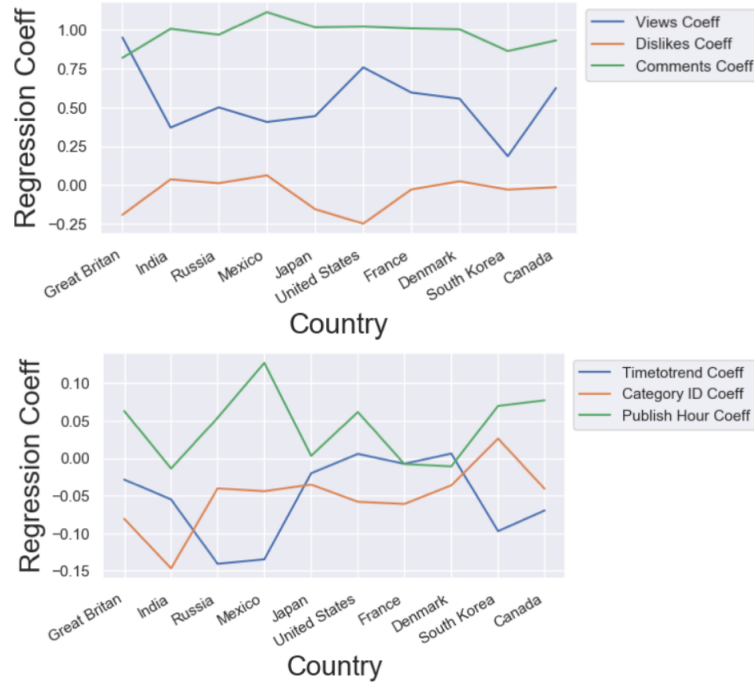 Regression Coeff
1.00
0.75
0.50
0.25
0.00
−0.25
Views Coeff
Dislikes Coeff
Comments Coeff
Great Britan
India
Russia
Mexico
Japan
United States
France
Denmark
South Korea
Canada
Country
Regression Coeff
0.10
0.05
0.00
−0.05
−0.10
−0.15
Timetotrend Coeff
Category ID Coeff
Publish Hour Coeff
Great Britan
India
Russia
Mexico
Japan
United States
France
Denmark
South Korea
Canada
Country